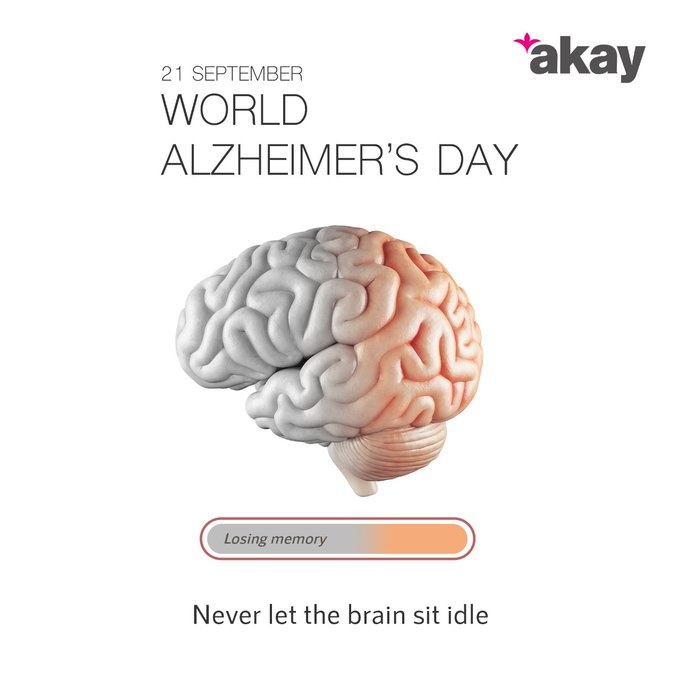 akay
21 SEPTEMBER
WORLD
ALZHEIMER'S DAY
Losing memory
Never let the brain sit idle